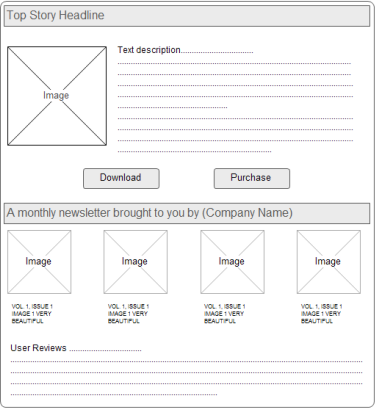 Top Story Headline
Image
Text description
Download
Purchase
A monthly newsletter brought to you by (Company Name)
Image
Image
Image
Image
VOL. 1, ISSUE 1
IMAGE 1 VERY
BEAUTIFUL
VOL. 1, ISSUE 1
IMAGE 1 VERY
BEAUTIFUL
VOL. 1, ISSUE 1
IMAGE 1 VERY
BEAUTIFUL
VOL. 1, ISSUE 1
IMAGE 1 VERY
BEAUTIFUL
User Reviews